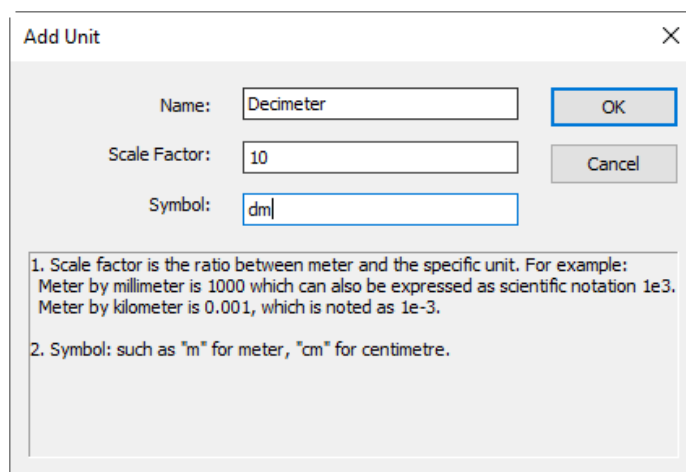 Add Unit
Name: Decimeter OK
Scale Factor: 10 Cancel
Symbol: dm
1. Scale factor is the ratio between meter and the specific unit. For example:
Meter by millimeter is 1000 which can also be expressed as scientific notation 1e3.
Meter by kilometer is 0.001, which is noted as 1e-3.
2. Symbol: such as "m" for meter, "cm" for centimetre.